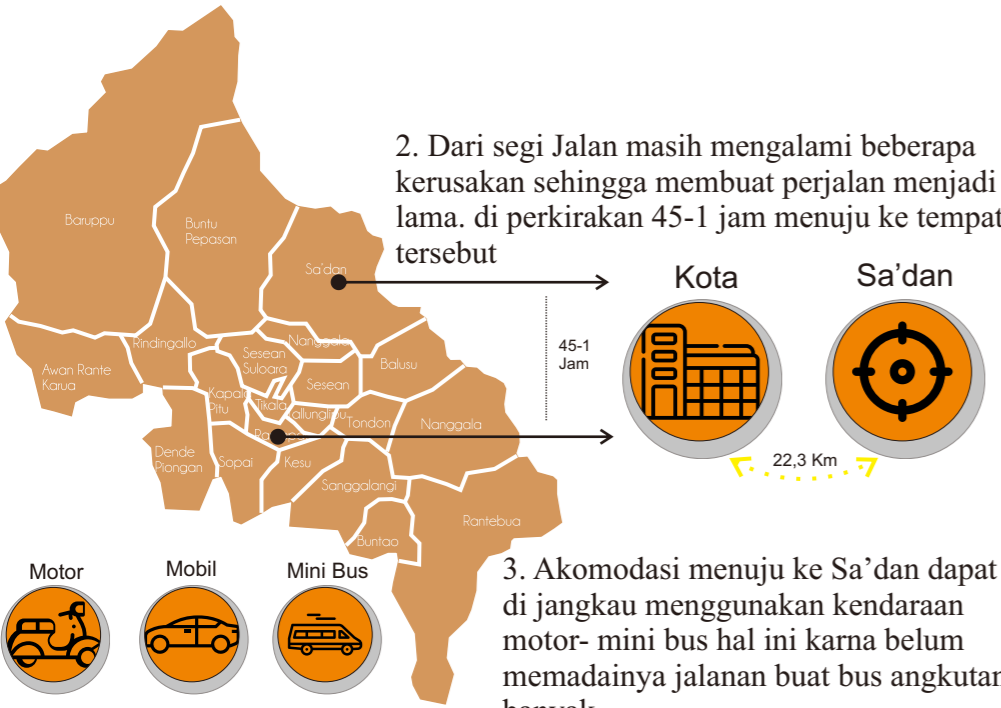 2. Dari segi Jalan masih mengalami beberapa
kerusakan sehingga membuat perjalan menjadi
lama. di perkirakan 45-1 jam menuju ke tempat
tersebut
Baruppu
Buntu
Pepasan
Sa'dan
Rindingallo
Nanggala
Awan Rante
Karua
Sesean
Suloara
Balusu
Sesean
Kapala
Pitu
Tikala
Tondon
Nanggala
Dende
Piongan
Sopai
Kesu
Sanggalangi
Rantebua
Buntao
45-1
Jam
Kota
Sa'dan
22,3 Km
Motor
Mobil
Mini Bus
3. Akomodasi menuju ke Sa'dan dapat
di jangkau menggunakan kendaraan
motor- mini bus hal ini karna belum
memadainya jalanan buat bus angkutan